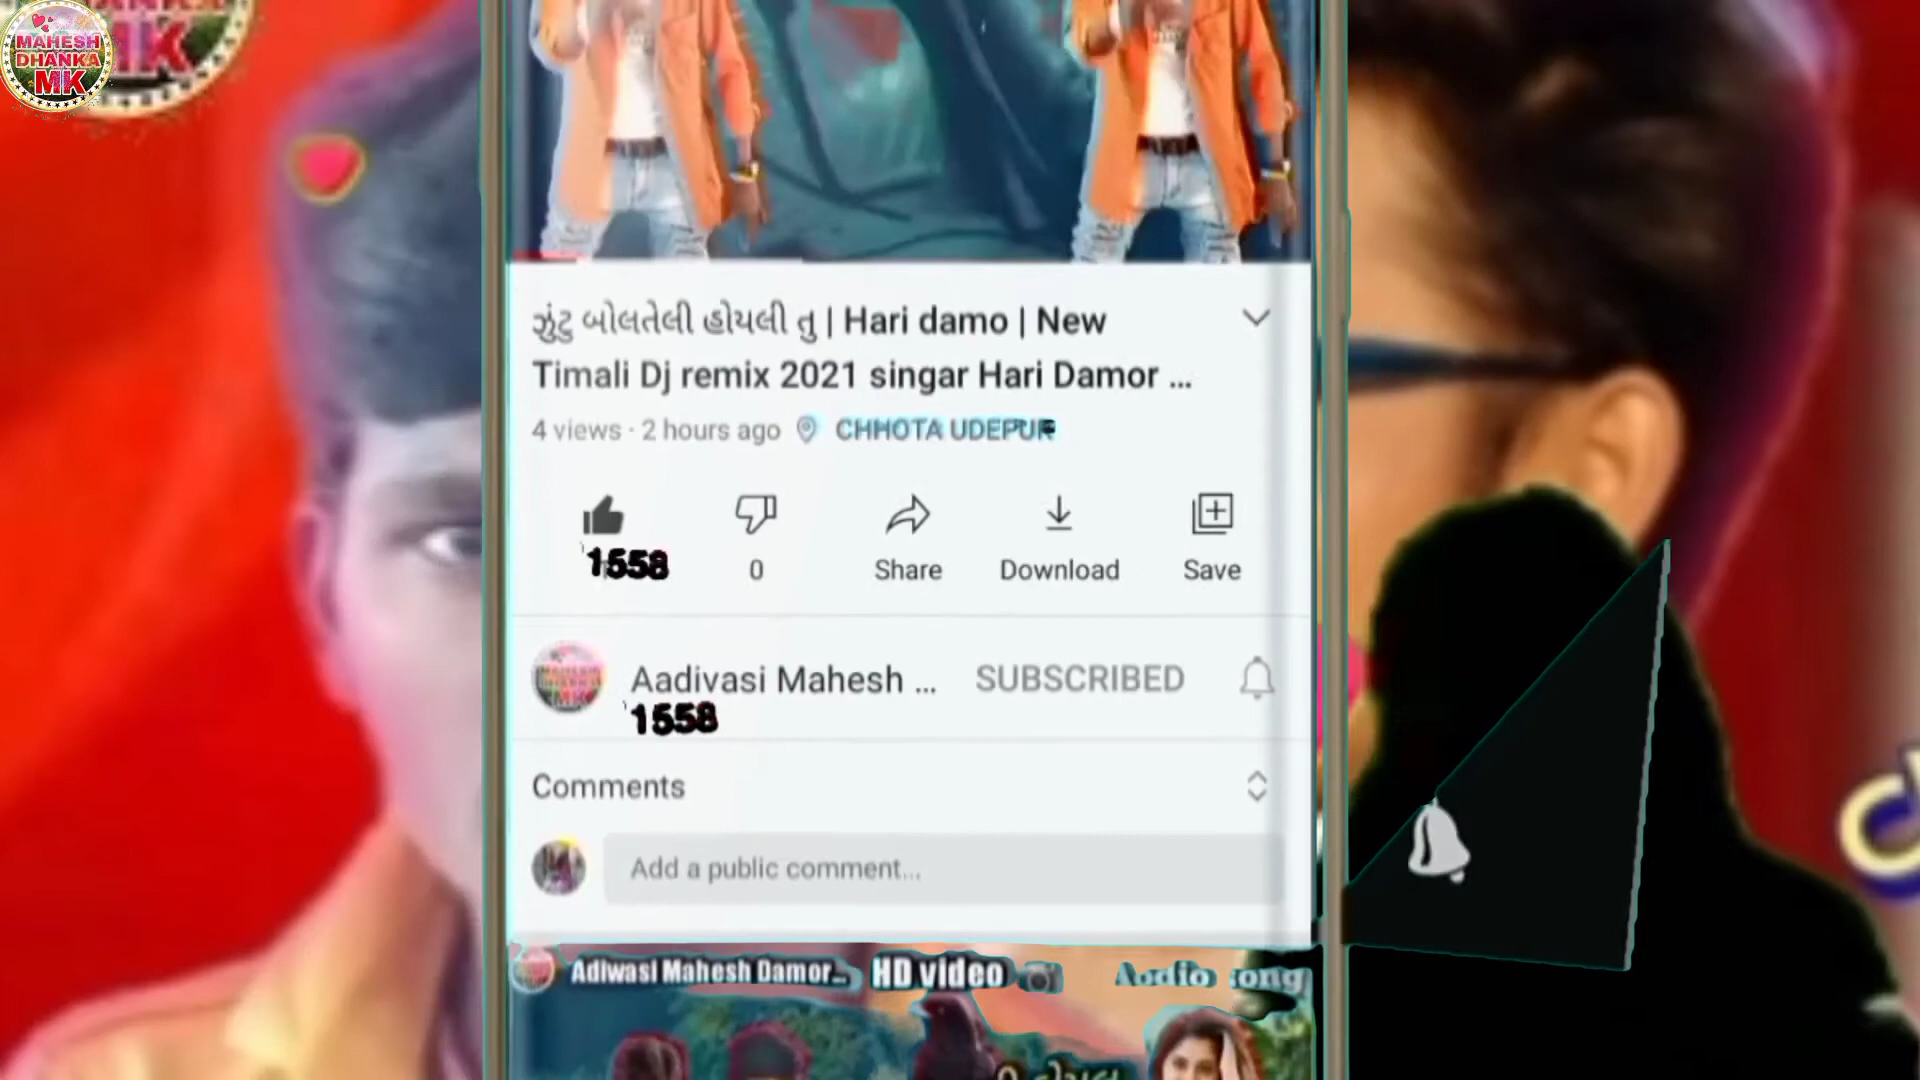 MAHESH
DHANKA
MK
MK
ઝુંટુ બોલતેલી હોયલી તુ | Hari damo | New
Timali Dj remix 2021 singar Hari Damor ...
4 views · 2 hours ago CHHOTA UDEPUR
1558
0
Share
Download
Save
Aadivasi Mahesh ...
SUBSCRIBED
1558
Comments
Add a public comment...
Adiwasi Mahesh Damor... HD video Audio song